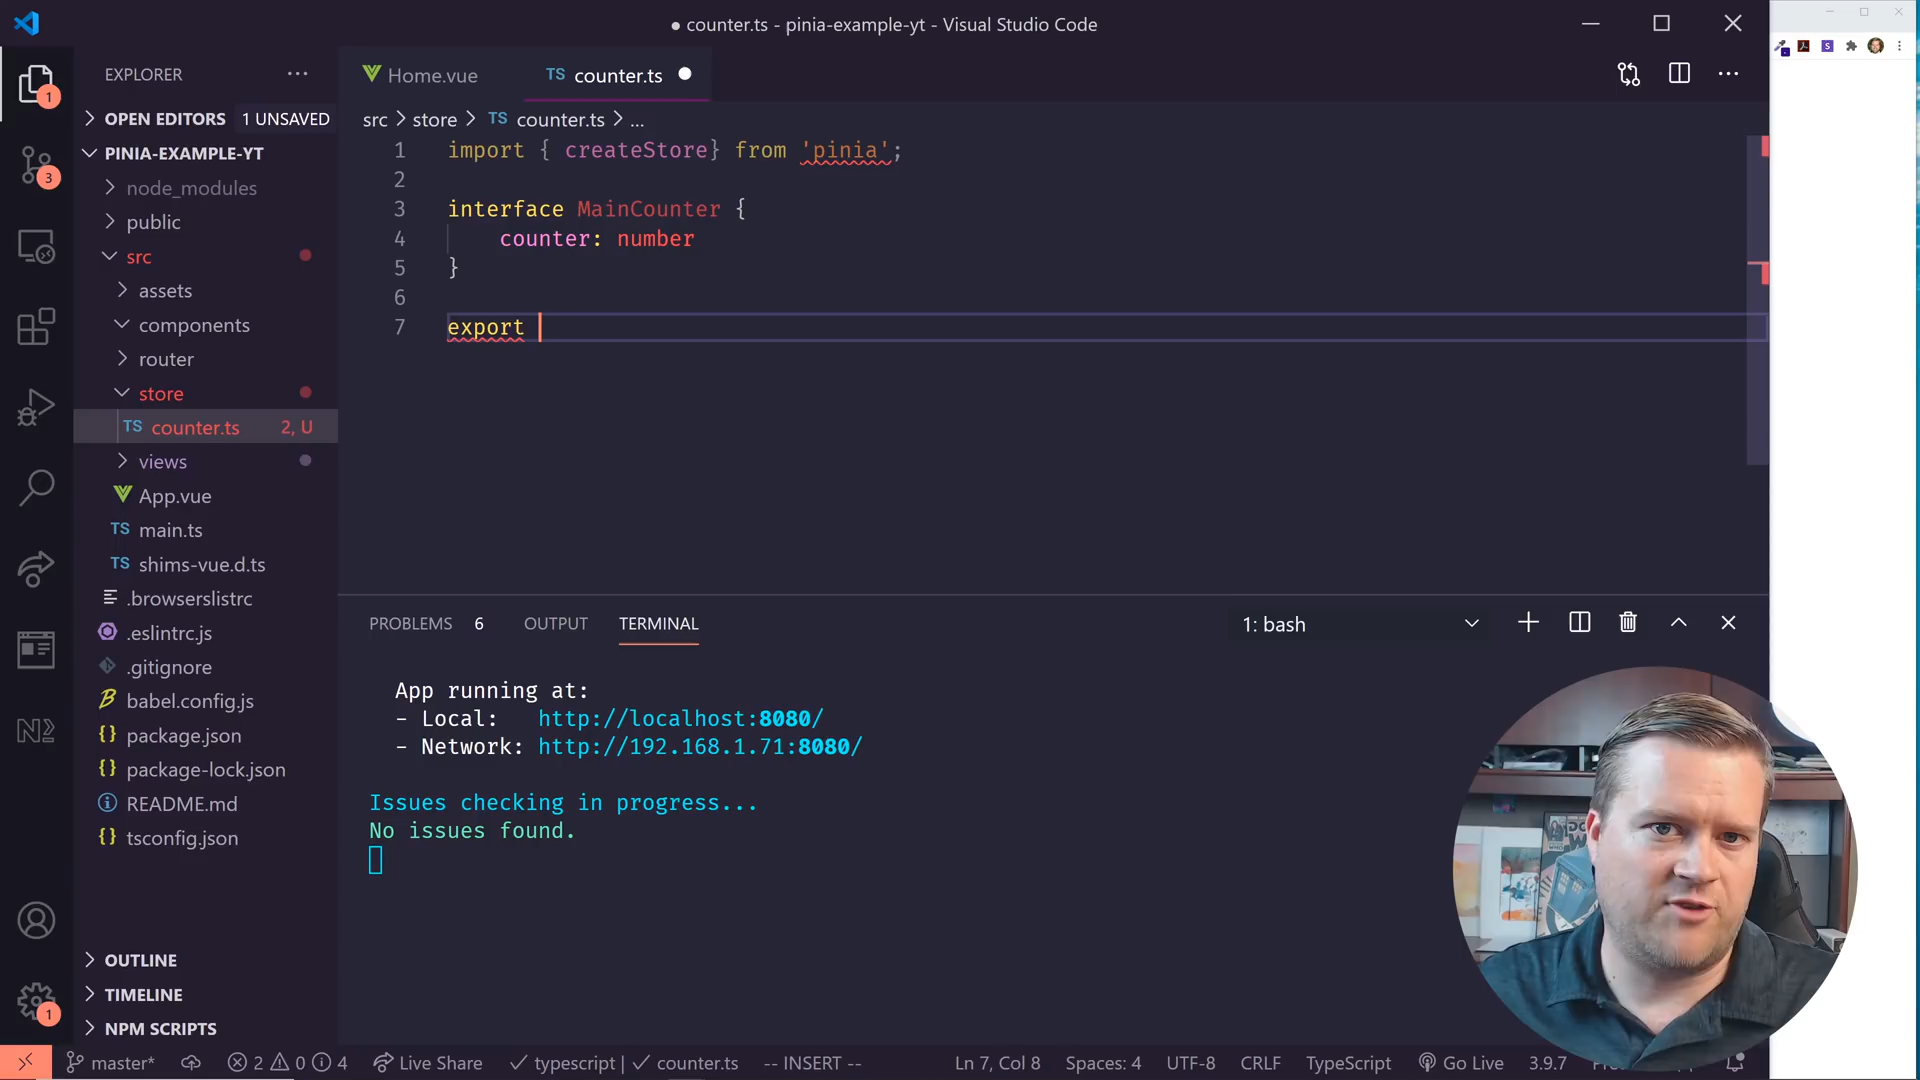 ● counter.ts - pinia-example-yt - Visual Studio Code
EXPLORER
OPEN EDITORS 1 UNSAVED
PINIA-EXAMPLE-YT
node_modules
public
src
assets
components
router
store
TS counter.ts 2, U
views
App.vue
TS main.ts
TS shims-vue.d.ts
.browserslistrc
.eslintrc.js
.gitignore
babel.config.js
{} package.json
{} package-lock.json
README.md
{} tsconfig.json
OUTLINE
TIMELINE
NPM SCRIPTS
1
3
1
Home.vue
TS counter.ts
src > store > TS counter.ts > ...
1 import { createStore} from 'pinia';
2
3 interface MainCounter {
4 counter: number
5 }
6
7 export
PROBLEMS 6 OUTPUT TERMINAL
1: bash
App running at:
- Local: http://localhost:8080/
- Network: http://192.168.1.71:8080/
Issues checking in progress...
No issues found.
master* 2 0 4 Live Share typescript | counter.ts -- INSERT -- Ln 7, Col 8 Spaces: 4 UTF-8 CRLF TypeScript Go Live 3.9.7